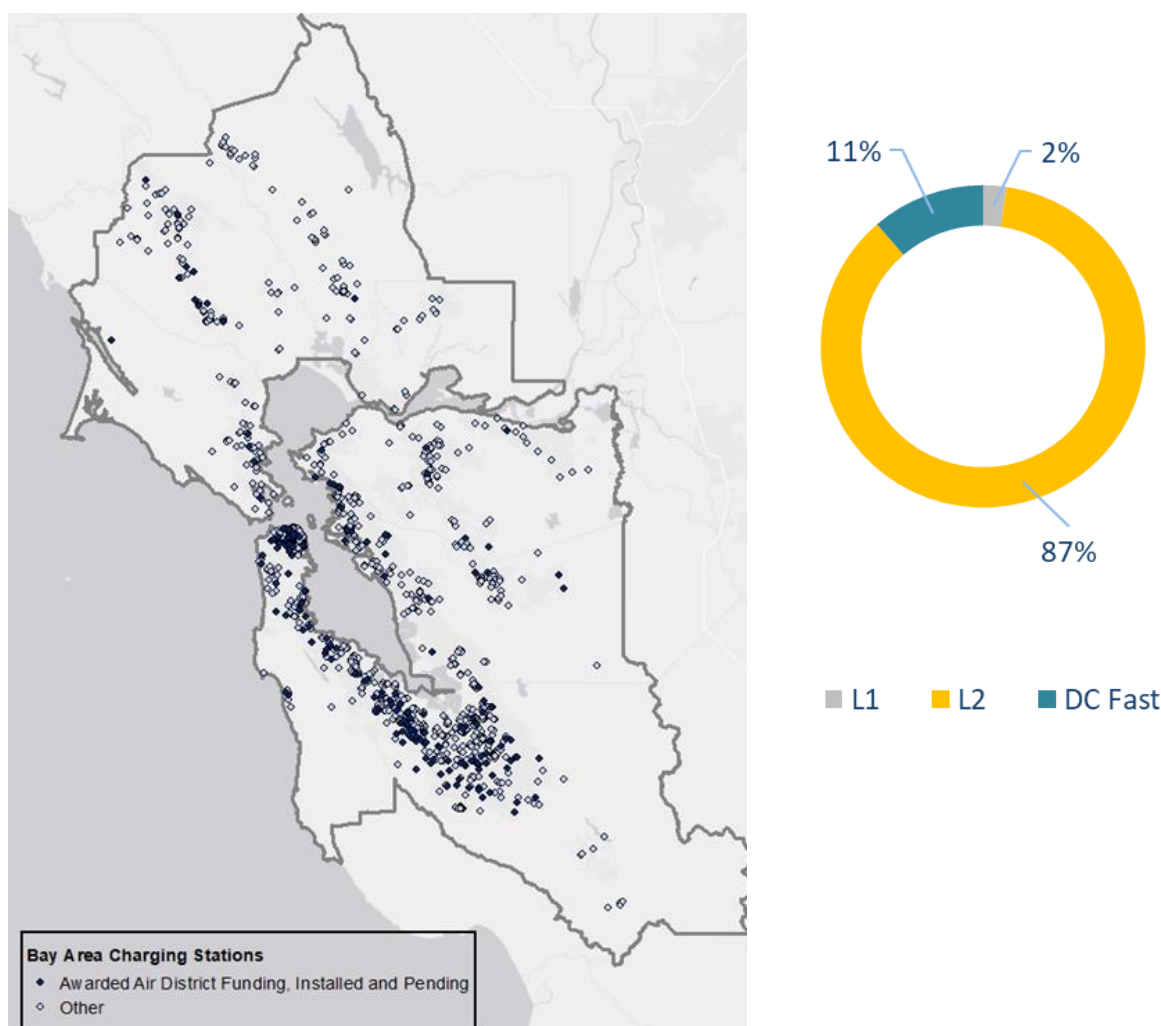 11%
2%
87%
L1
L2
DC Fast
Bay Area Charging Stations
Awarded Air District Funding, Installed and Pending
Other